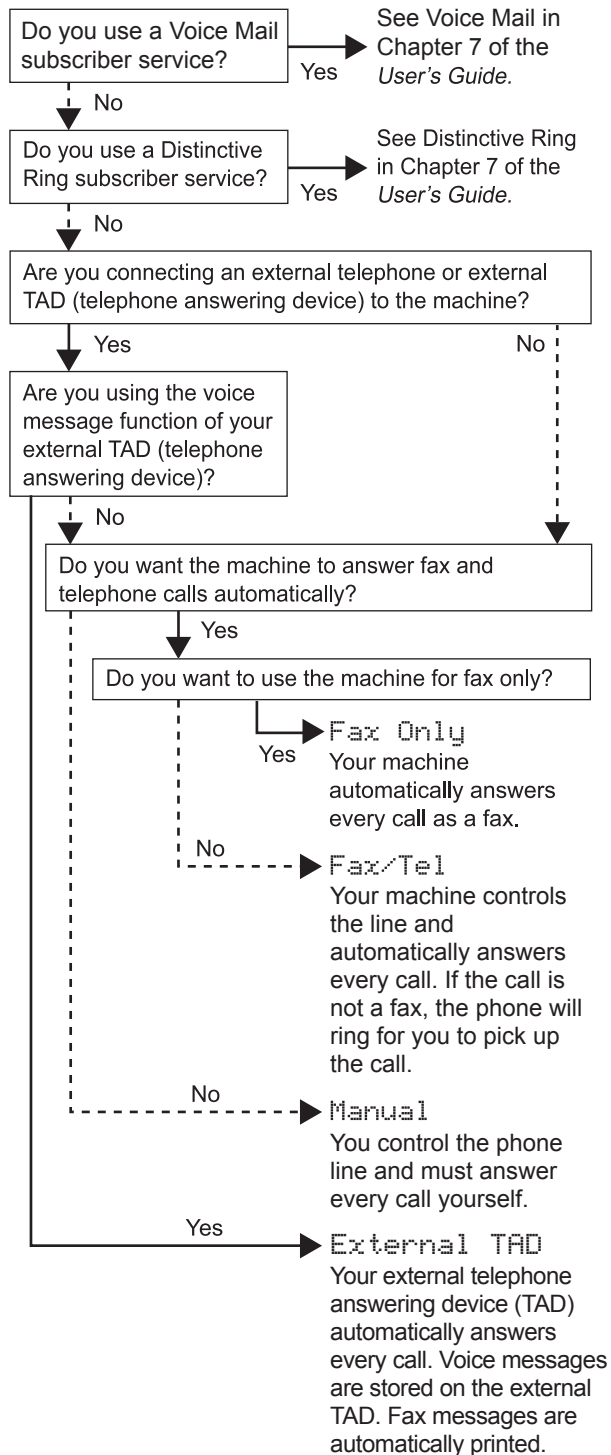 Do you use a Voice Mail
subscriber service?
Yes
See Voice Mail in
Chapter 7 of the
User's Guide.
No
Do you use a Distinctive
Ring subscriber service?
Yes
See Distinctive Ring
in Chapter 7 of the
User's Guide.
No
Are you connecting an external telephone or external
TAD (telephone answering device) to the machine?
Yes
No
Are you using the voice
message function of your
external TAD (telephone
answering device)?
No
Do you want the machine to answer fax and
telephone calls automatically?
Yes
Do you want to use the machine for fax only?
Yes
Fax Only
Your machine
automatically answers
every call as a fax.
No
Fax/Tel
Your machine controls
the line and
automatically answers
every call. If the call is
not a fax, the phone will
ring for you to pick up
the call.
No
Manual
You control the phone
line and must answer
every call yourself.
Yes
External TAD
Your external telephone
answering device (TAD)
automatically answers
every call. Voice messages
are stored on the external
TAD. Fax messages are
automatically printed.